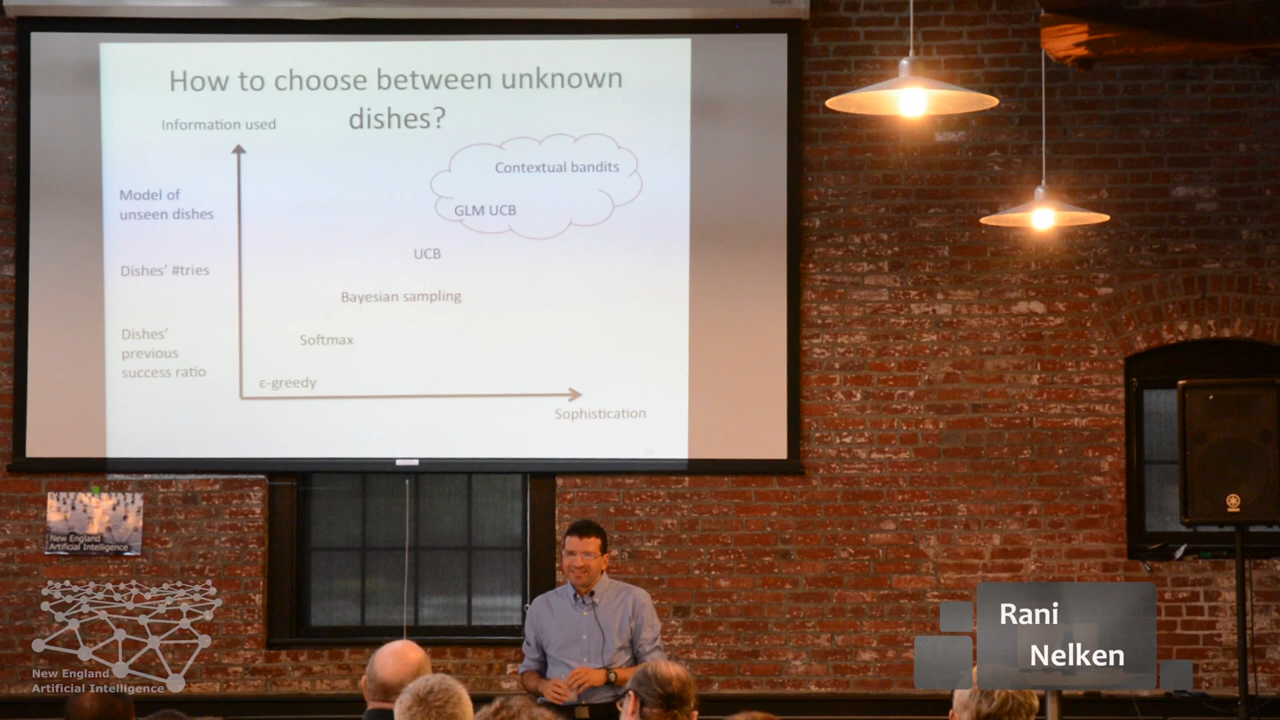 How to choose between unknown
dishes?
Information used
Contextual bandits
Model of
unseen dishes
GLM UCB
UCB
Dishes' #tries
Bayesian sampling
Dishes'
previous
success ratio
Softmax
ε-greedy
Sophistication
New England
Artificial Intelligence
New England
Artificial Intelligence
Rani
Nelken